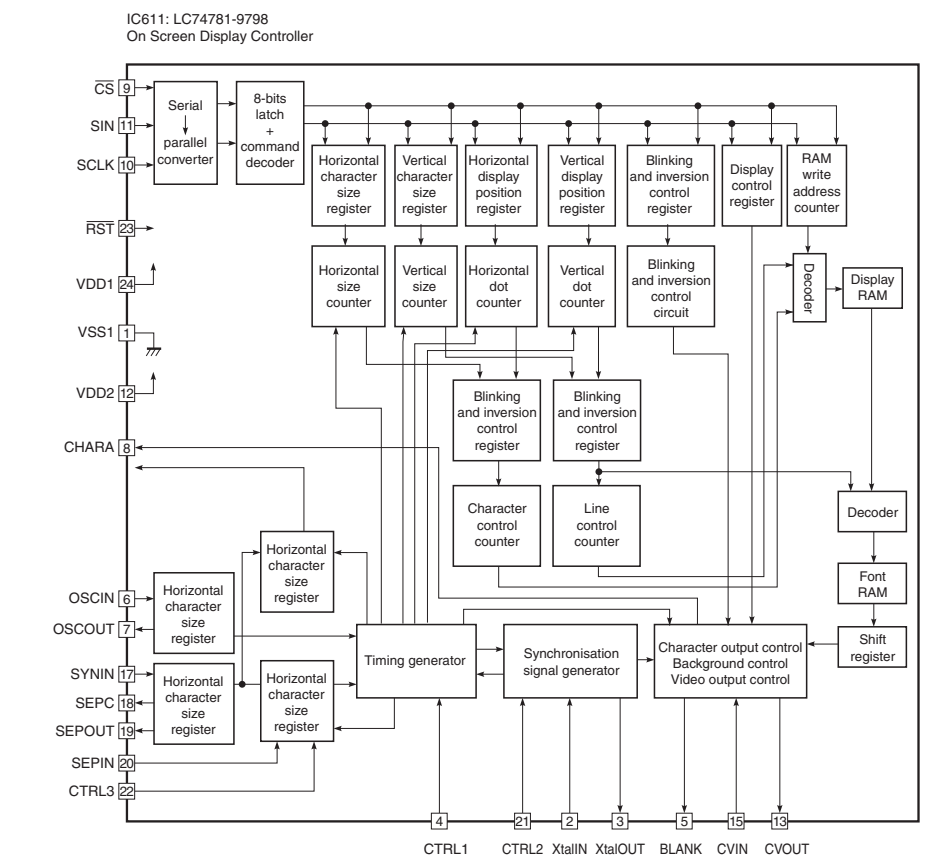 IC611: LC74781-9798
On Screen Display Controller
CS 9
SIN 11
SCLK 10
RST 23
VDD1 24
VSS1 1
VDD2 12
CHARA 8
OSCIN 6
OSCOUT 7
SYNIN 17
SEPC 18
SEPOUT 19
SEPIN 20
CTRL3 22
Serial
parallel
converter
8-bits
latch
+
command
decoder
Horizontal
character
size
register
Vertical
character
size
register
Horizontal
display
position
register
Vertical
display
position
register
Blinking
and inversion
control
register
Display
control
register
RAM
write
address
counter
Horizontal
size
counter
Vertical
size
counter
Horizontal
dot
counter
Vertical
dot
counter
Blinking
and inversion
control
circuit
Decoder
Display
RAM
Blinking
and inversion
control
register
Blinking
and inversion
control
register
Character
control
counter
Line
control
counter
Decoder
Font
RAM
Shift
register
Horizontal
character
size
register
Horizontal
character
size
register
Horizontal
character
size
register
Horizontal
character
size
register
Timing generator
Synchronisation
signal generator
Character output control
Background control
Video output control
4 21 2 3 5 15 13
CTRL1 CTRL2 XtalIN XtalOUT BLANK CVIN CVOUT